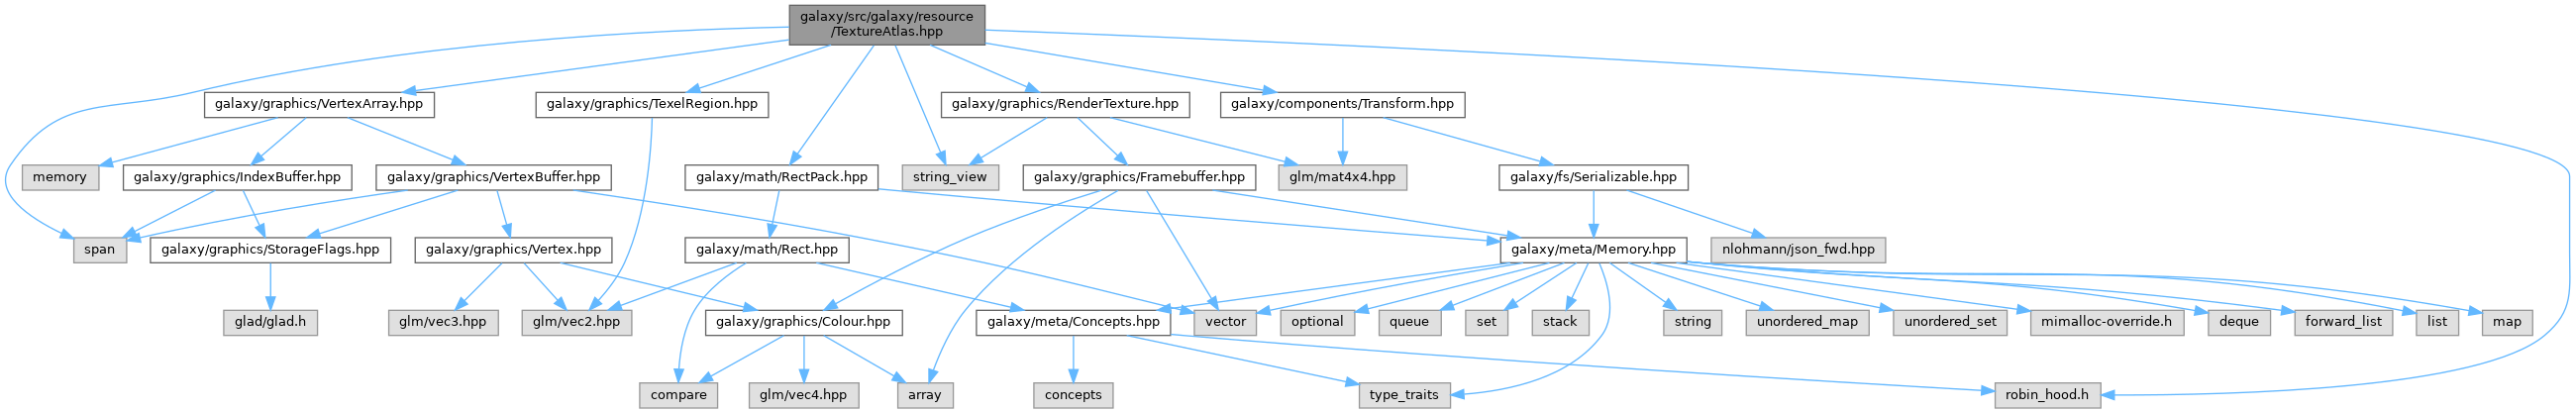 galaxy/src/galaxy/resource
/TextureAtlas.hpp
galaxy/graphics/VertexArray.hpp
galaxy/graphics/TexelRegion.hpp
galaxy/graphics/RenderTexture.hpp
galaxy/components/Transform.hpp
memory
galaxy/graphics/IndexBuffer.hpp
galaxy/graphics/VertexBuffer.hpp
galaxy/math/RectPack.hpp
string_view
galaxy/graphics/Framebuffer.hpp
glm/mat4x4.hpp
galaxy/fs/Serializable.hpp
span
galaxy/graphics/StorageFlags.hpp
galaxy/graphics/Vertex.hpp
galaxy/math/Rect.hpp
galaxy/meta/Memory.hpp
nlohmann/json_fwd.hpp
glad/glad.h
glm/vec3.hpp
glm/vec2.hpp
galaxy/graphics/Colour.hpp
galaxy/meta/Concepts.hpp
vector
optional
queue
set
stack
string
unordered_map
unordered_set
mimalloc-override.h
deque
forward_list
list
map
compare
glm/vec4.hpp
array
concepts
type_traits
robin_hood.h